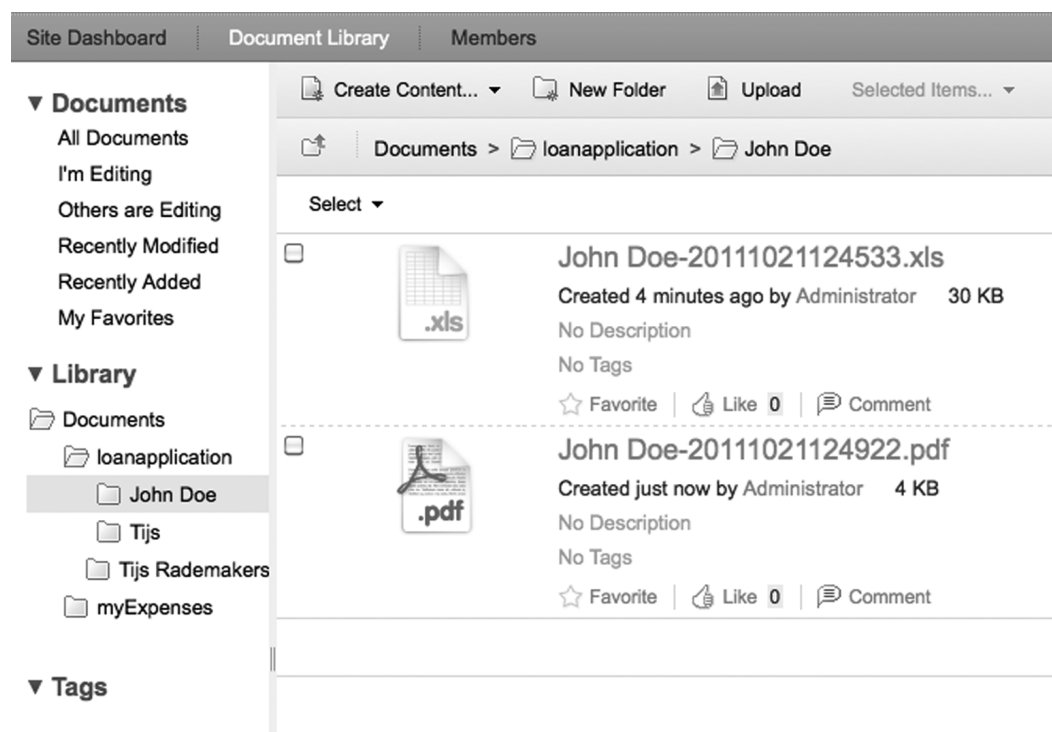 Site Dashboard Document Library Members
Create Content... New Folder Upload Selected Items...
Documents > loanapplication > John Doe
Select
Documents
All Documents
I'm Editing
Others are Editing
Recently Modified
Recently Added
My Favorites
Library
Documents
loanapplication
John Doe
Tijs
Tijs Rademakers
myExpenses
Tags
.xls
John Doe-20111021124533.xls
Created 4 minutes ago by Administrator 30 KB
No Description
No Tags
Favorite Like 0 Comment
.pdf
John Doe-20111021124922.pdf
Created just now by Administrator 4 KB
No Description
No Tags
Favorite Like 0 Comment